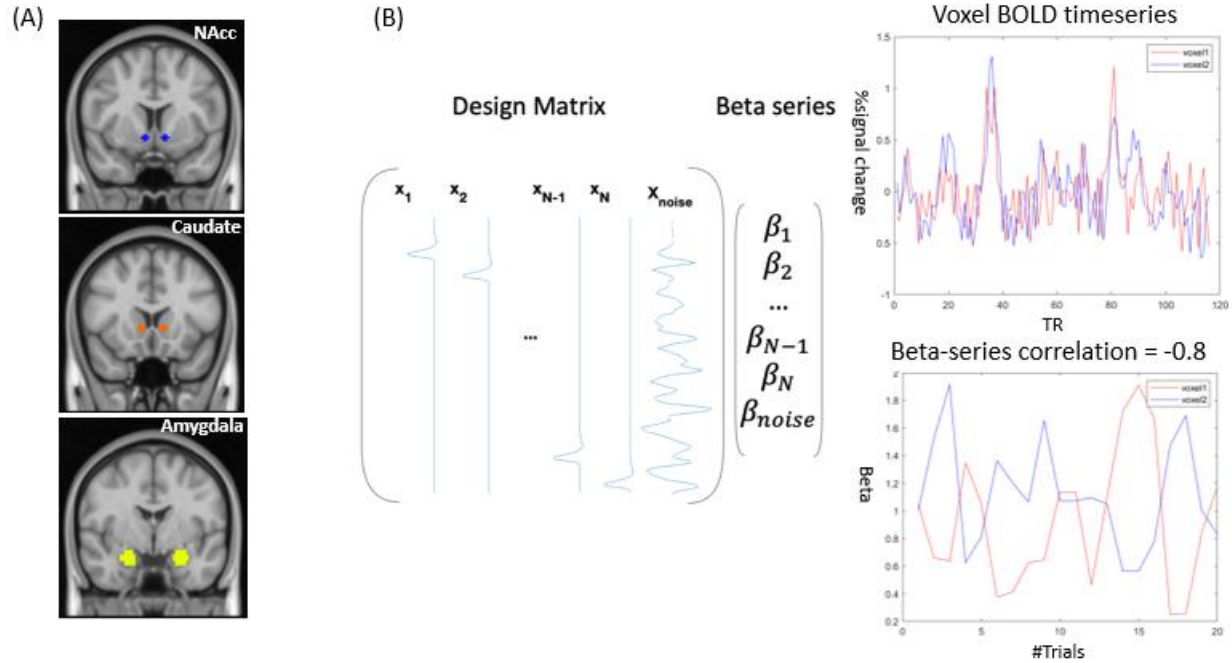 (A)
NAcc
Caudate
Amygdala
(B)
Design Matrix
Beta series
x1 x2 xN-1 xN xnoise
...
β1
β2
...
βN−1
βN
βnoise
Voxel BOLD timeseries
voxel1
voxel2
%signal change
1.5
1
0.5
0
0.5
-1
0 20 40 60 80 100 120
TR
Beta-series correlation = -0.8
voxel1
voxel2
Beta
2
1.8
1.6
1.4
1.2
1
0.8
0.6
0.4
0.2
0 5 10 15 20
#Trials